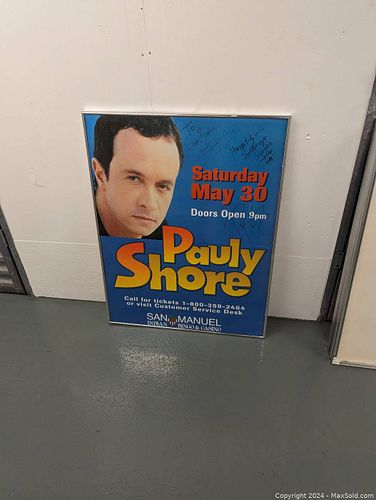 To
Saturday
May 30
Doors Open 9pm
Pauly
Shore
Call for tickets 1-800-359-2464
or visit Customer Service Desk
SAN MANUEL
INDIAN BINGO & CASINO
Copyright 2024 - MaxSold.com